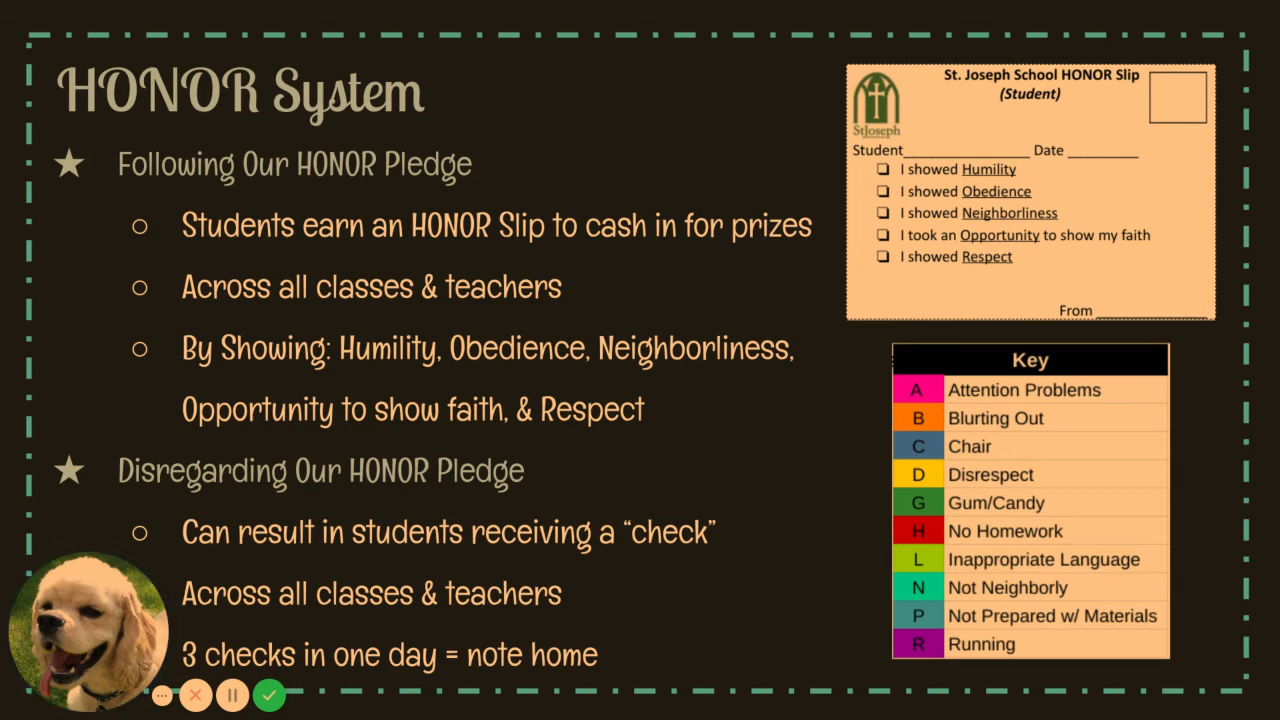 HONOR System
★ Following Our HONOR Pledge
○ Students earn an HONOR Slip to cash in for prizes
○ Across all classes & teachers
○ By Showing: Humility, Obedience, Neighborliness,
Opportunity to show faith, & Respect
★ Disregarding Our HONOR Pledge
○ Can result in students receiving a “check”
Across all classes & teachers
3 checks in one day = note home
St. Joseph School HONOR Slip
(Student)
StJoseph
Student_________________ Date _________
❑ I showed Humility
❑ I showed Obedience
❑ I showed Neighborliness
❑ I took an Opportunity to show my faith
❑ I showed Respect
From ______________
Key
A Attention Problems
B Blurting Out
C Chair
D Disrespect
G Gum/Candy
H No Homework
L Inappropriate Language
N Not Neighborly
P Not Prepared w/ Materials
R Running